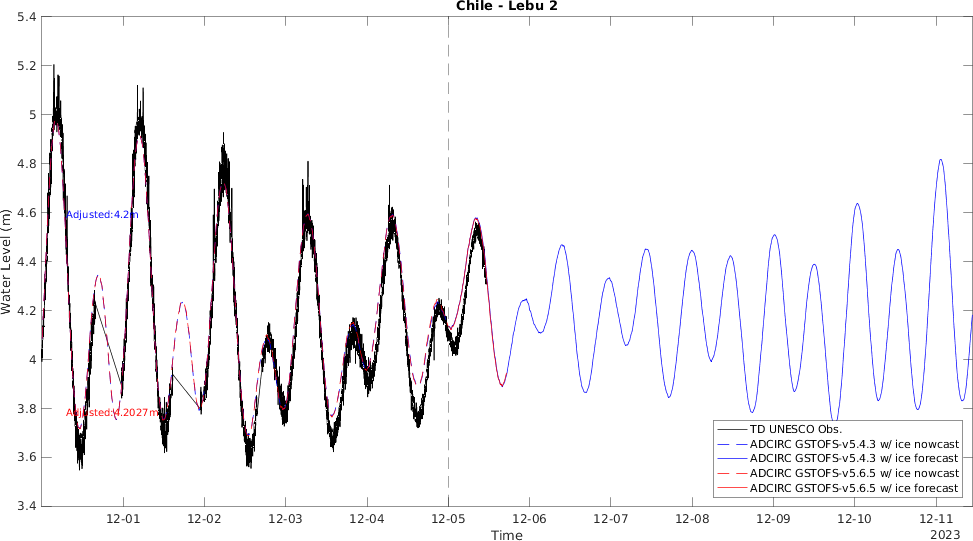 Chile - Lebu 2
5.4
5.2
5
4.8
4.6
4.4
4.2
4
3.8
3.6
3.4
Water Level (m)
Adjusted:4.2m
Adjusted:4.2027m
TD UNESCO Obs.
ADCIRC GSTOFS-v5.4.3 w/ ice nowcast
ADCIRC GSTOFS-v5.4.3 w/ ice forecast
ADCIRC GSTOFS-v5.6.5 w/ ice nowcast
ADCIRC GSTOFS-v5.6.5 w/ ice forecast
12-01 12-02 12-03 12-04 12-05 12-06 12-07 12-08 12-09 12-10 12-11
Time
2023